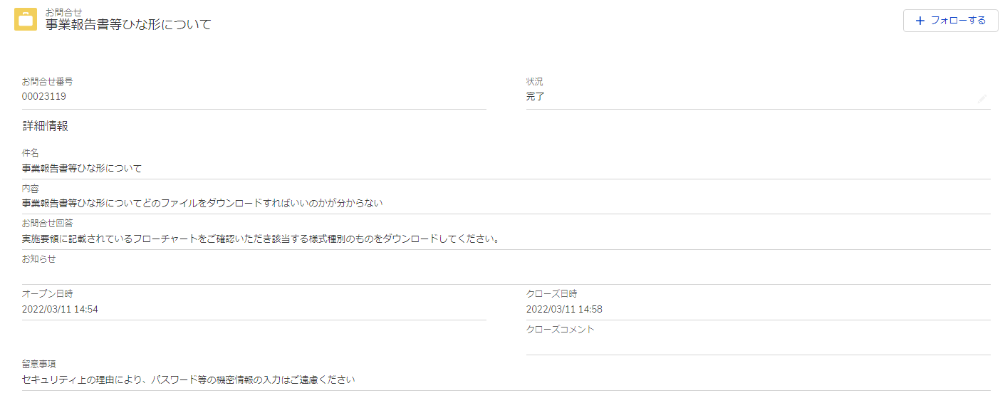 お問合せ
事業報告書等ひな形について
フォローする
お問合せ番号
00023119
状況
完了
詳細情報
件名
事業報告書等ひな形について
内容
事業報告書等ひな形についてどのファイルをダウンロードすればいいのかが分からない
お問合せ回答
実施要領に記載されているフローチャートをご確認いただき該当する様式種別のものをダウンロードしてください。
お知らせ
オープン日時
2022/03/11 14:54
クローズ日時
2022/03/11 14:58
クローズコメント
留意事項
セキュリティ上の理由により、パスワード等の機密情報の入力はご遠慮ください